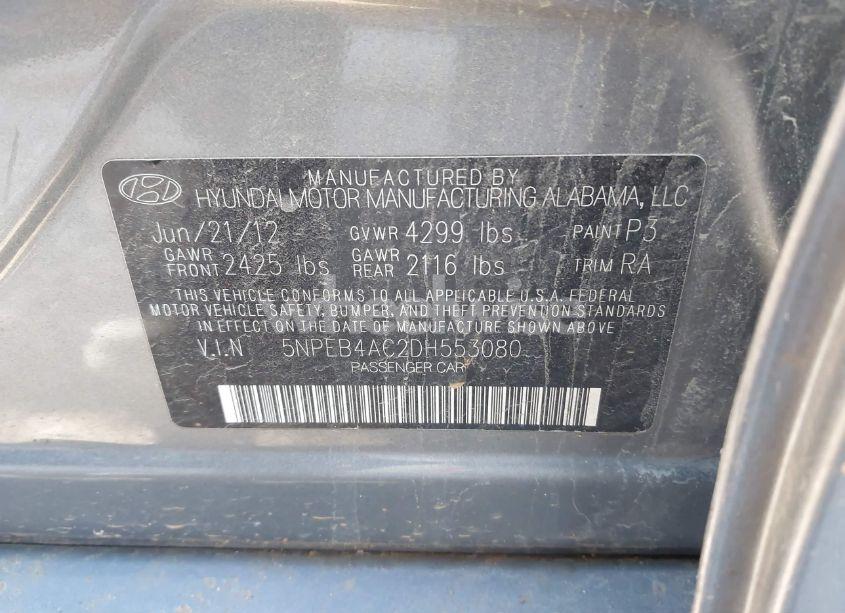 MANUFACTURED BY
HYUNDAI MOTOR MANUFACTURING ALABAMA, LLC
Jun/21/12 GVWR 4299 lbs PAINT P3
GAWR FRONT 2425 lbs GAWR REAR 2116 lbs TRIM RA
THIS VEHICLE CONFORMS TO ALL APPLICABLE U.S.A. FEDERAL
MOTOR VEHICLE SAFETY, BUMPER, AND THEFT PREVENTION STANDARDS
IN EFFECT ON THE DATE OF MANUFACTURE SHOWN ABOVE
V.I.N 5NPEB4AC2DH553080
PASSENGER CAR